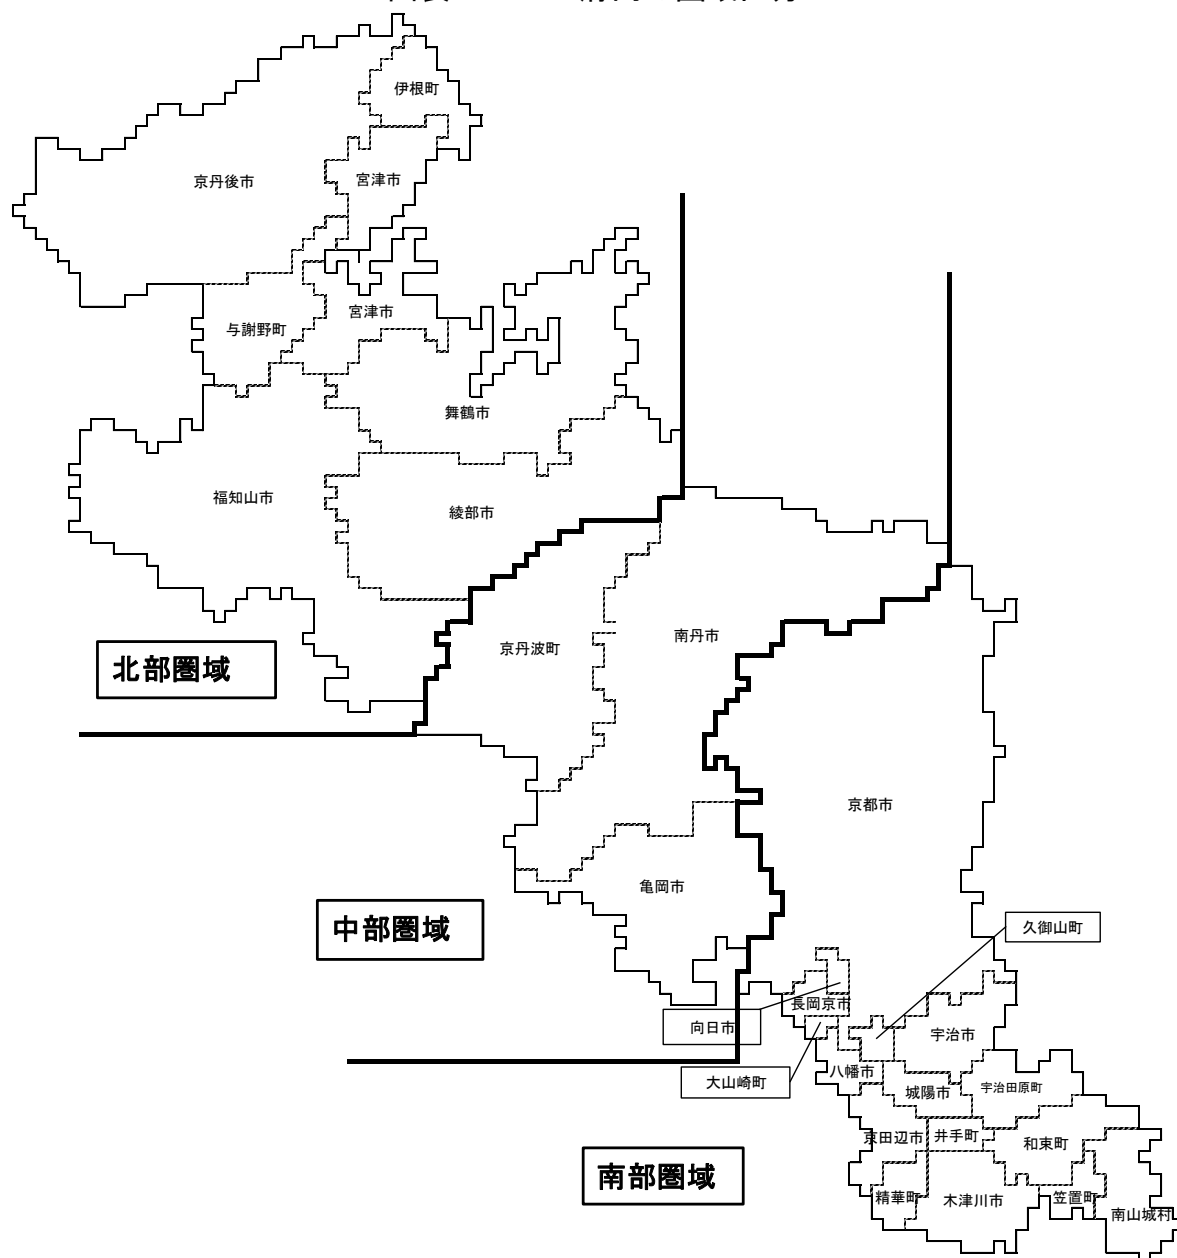 伊根町
京丹後市
宮津市
宮津市
与謝野町
舞鶴市
福知山市
綾部市
北部圏域
京丹波町
南丹市
京都市
亀岡市
中部圏域
久御山町
長岡京市
向日市
宇治市
大山崎町
八幡市
城陽市
宇治田原町
京田辺市
井手町
和束町
南部圏域
精華町
木津川市
笠置町
南山城村